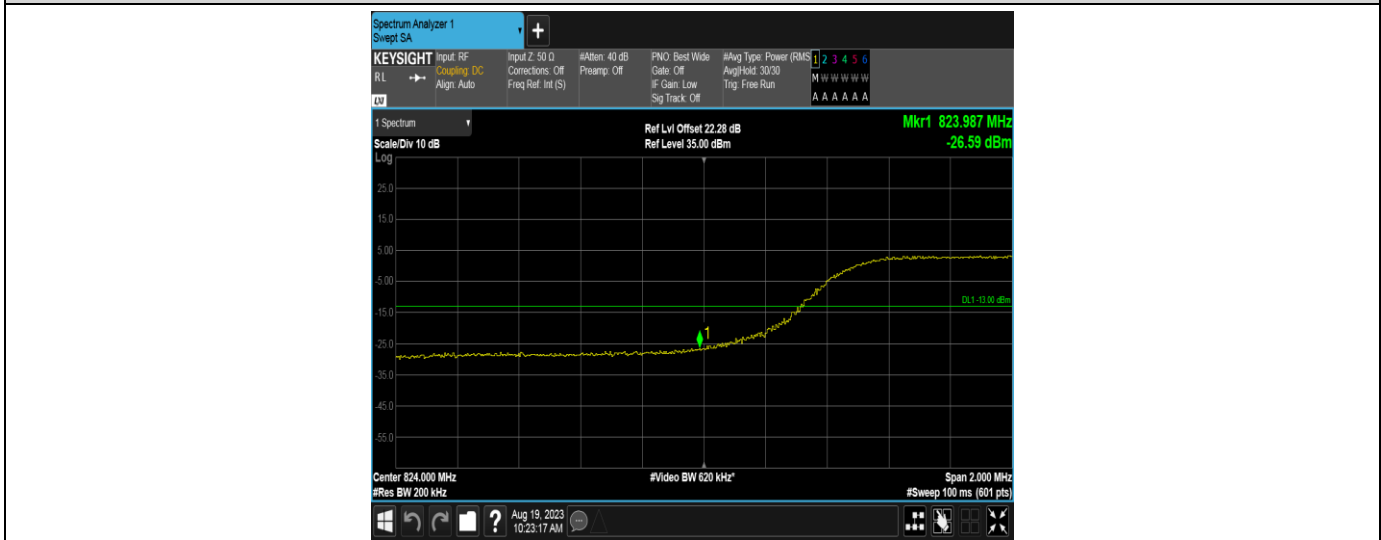 Spectrum Analyzer 1
Swept SA
+
KEYSIGHT
RL
LXI
Input: RF
Coupling: DC
Align: Auto
Input Z: 50 Ω
Corrections: Off
Freq Ref: Int (S)
#Atten: 40 dB
Preamp: Off
PNO: Best Wide
Gate: Off
IF Gain: Low
Sig Track: Off
#Avg Type: Power (RMS
Avg|Hold: 30/30
Trig: Free Run
1 2 3 4 5 6
M W W W W W
A A A A A A
1 Spectrum
Scale/Div 10 dB
Ref Lvl Offset 22.28 dB
Ref Level 35.00 dBm
Mkr1 823.987 MHz
-26.59 dBm
Log
25.0
15.0
5.00
-5.00
-15.0
-25.0
-35.0
-45.0
-55.0
DL1 -13.00 dBm
1
Center 824.000 MHz
#Res BW 200 kHz
#Video BW 620 kHz*
Span 2.000 MHz
#Sweep 100 ms (601 pts)
?
Aug 19, 2023
10:23:17 AM